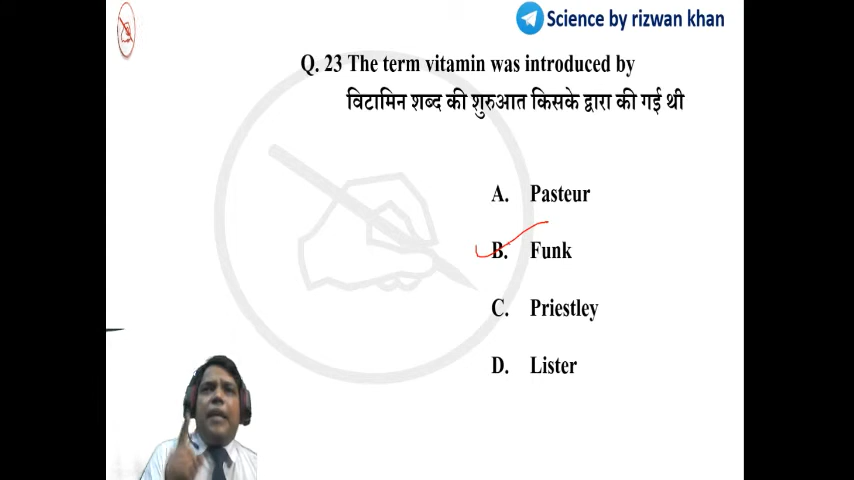 Science by rizwan khan
Q. 23 The term vitamin was introduced by
विटामिन शब्द की शुरुआत किसके द्वारा की गई थी
A. Pasteur
B. Funk
C. Priestley
D. Lister